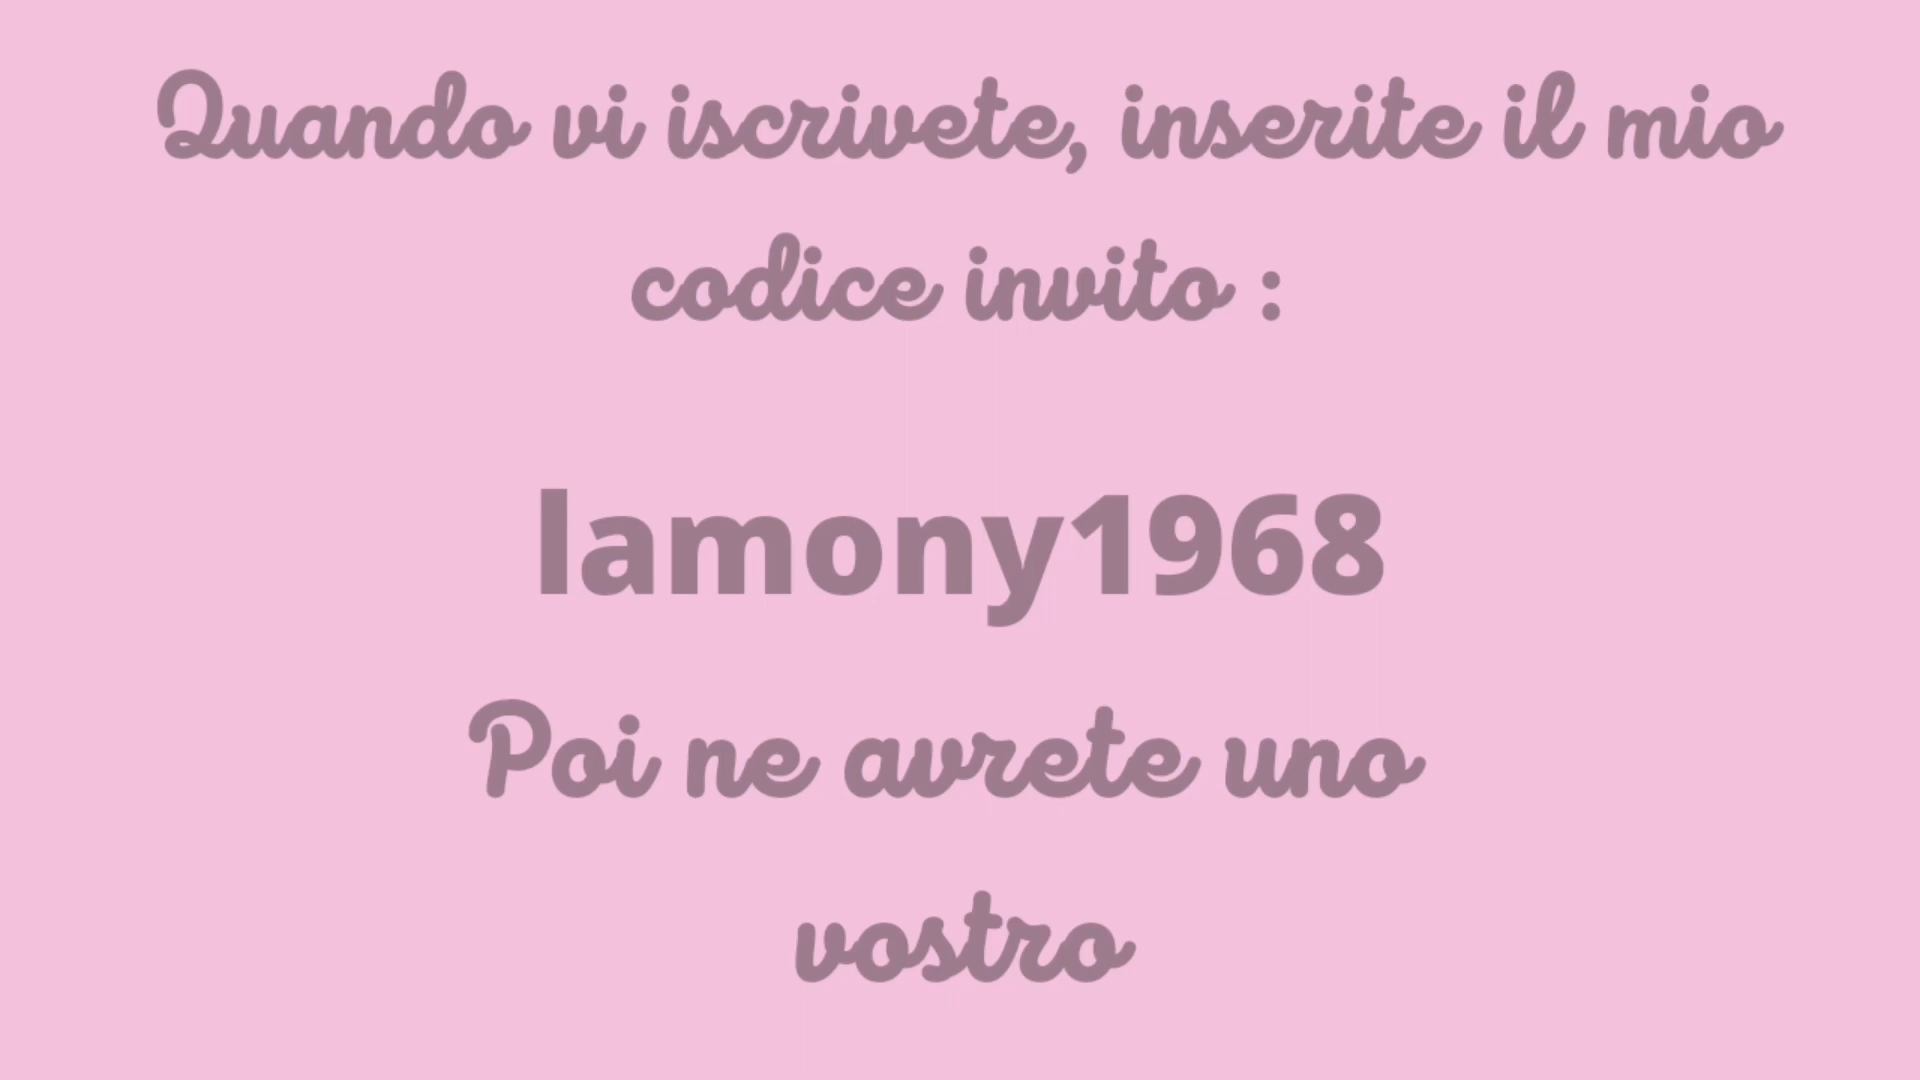 Quando vi iscrivete, inserite il mio
codice invito :
lamony1968
Poi ne avrete uno
vostro